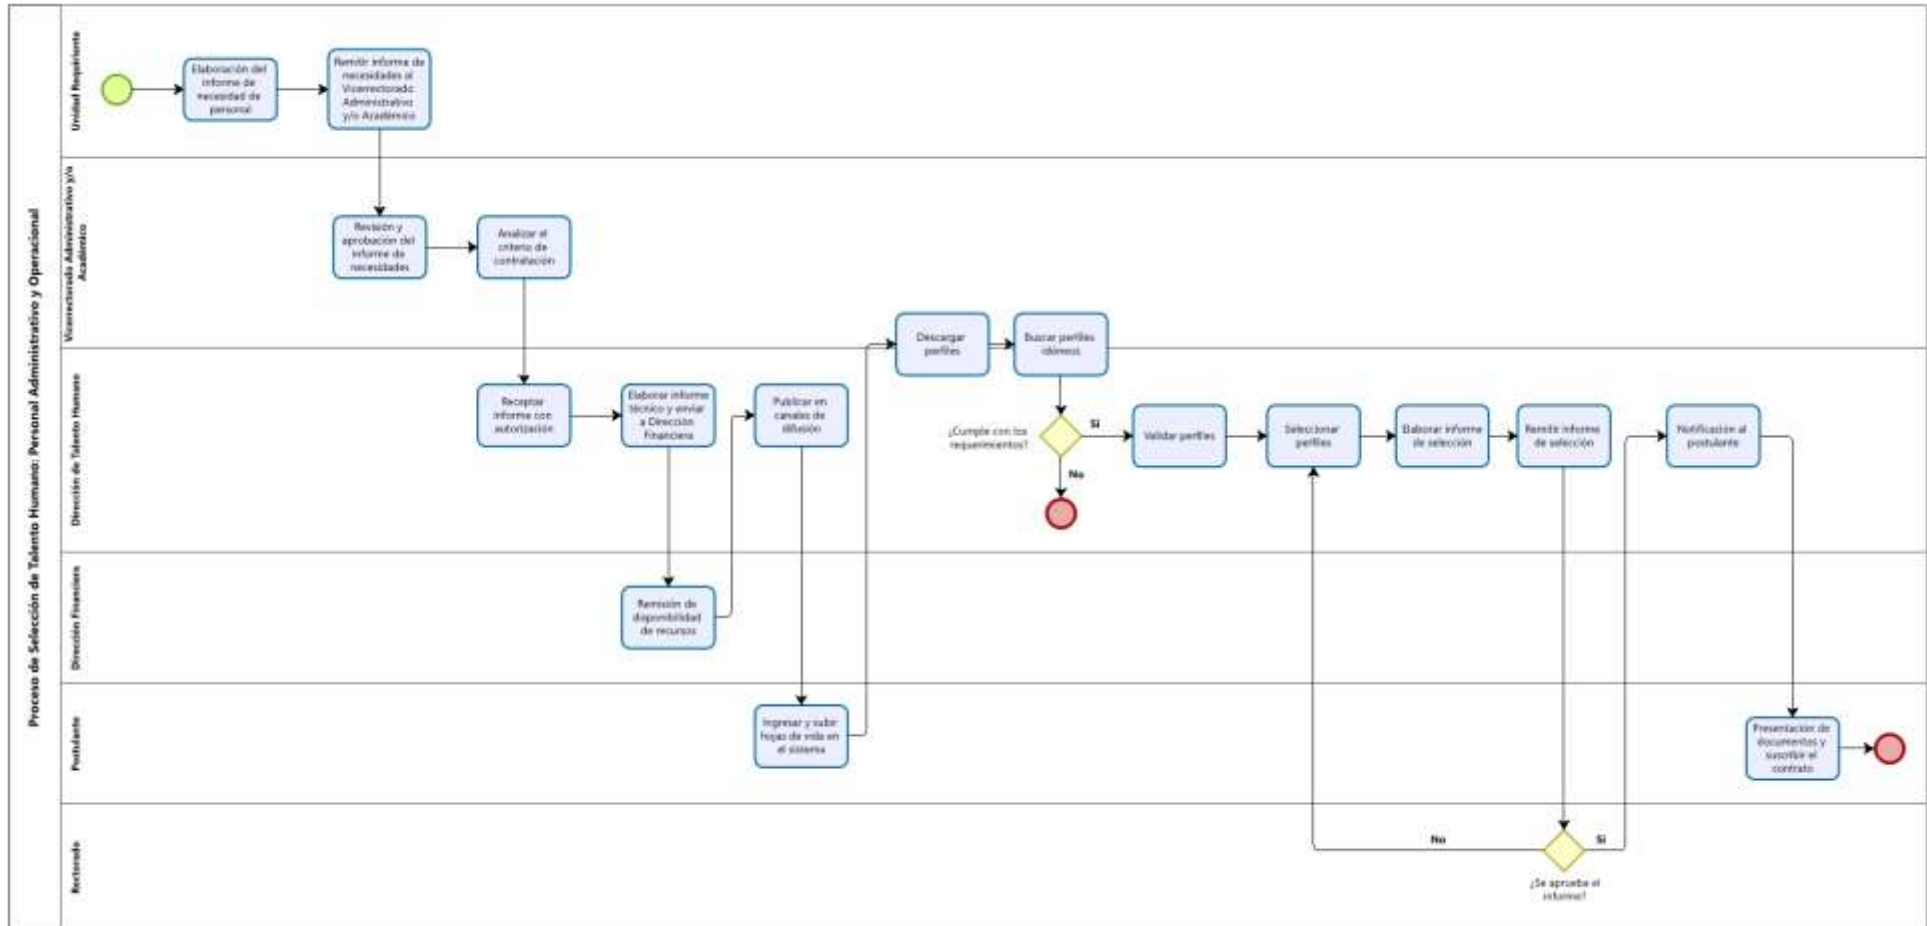 Proceso de Selección de Talento Humano: Personal Administrativo y Operacional
Unidad Requiriente
Elaboración del
informe de
necesidad de
personal
Remitir informe de
necesidades al
Vicerrectorado
Administrativo
y/o Académico
Vicerrectorado Administrativo y/o
Académico
Revisión y
aprobación del
informe de
necesidades
Analizar el
criterio de
contratación
Descargar
perfiles
Buscar perfiles
idóneos
Dirección de Talento Humano
Receptar
informe con
autorización
Elaborar informe
técnico y enviar
a Dirección
Financiera
Publicar en
canales de
difusión
¿Cumple con los
requerimientos?
Si
No
Validar perfiles
Seleccionar
perfiles
Elaborar informe
de selección
Remitir informe
de selección
Notificación al
postulante
Dirección Financiera
Remisión de
disponibilidad
de recursos
Postulante
Ingresar y subir
hojas de vida en
el sistema
Presentación de
documentos y
suscribir el
contrato
Rectorado
No
Si
¿Se aprueba el
informe?